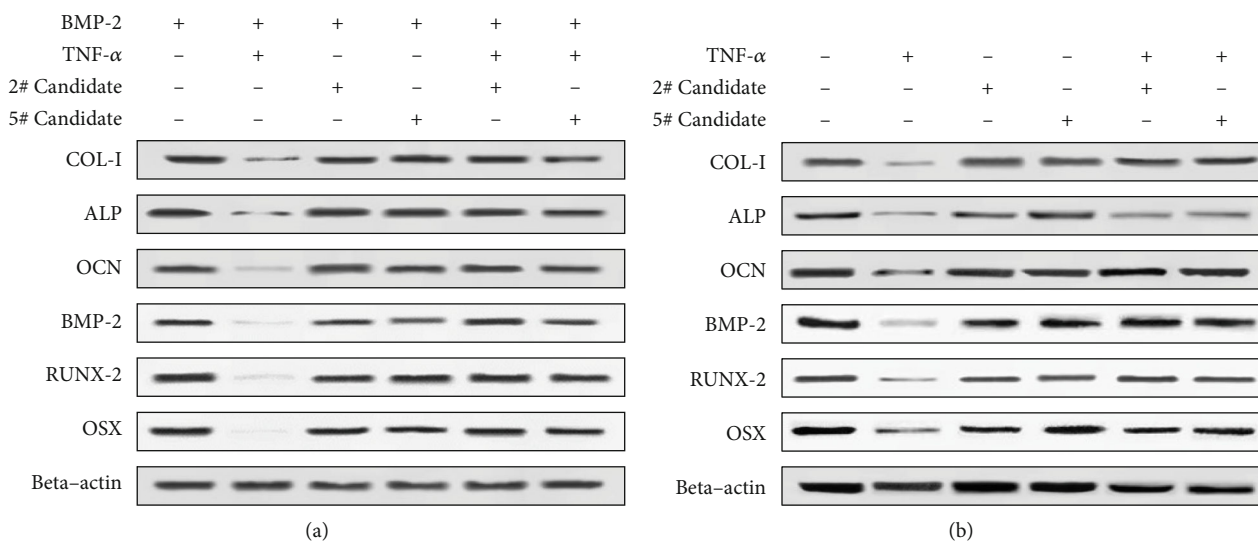 BMP-2 + + + + + +
TNF-α – + – – + +
2# Candidate – – + – + –
5# Candidate – – – + – +
COL-I
ALP
OCN
BMP-2
RUNX-2
OSX
Beta–actin
(a)
TNF-α – + – – + +
2# Candidate – – + – + –
5# Candidate – – – + – +
COL-I
ALP
OCN
BMP-2
RUNX-2
OSX
Beta–actin
(b)